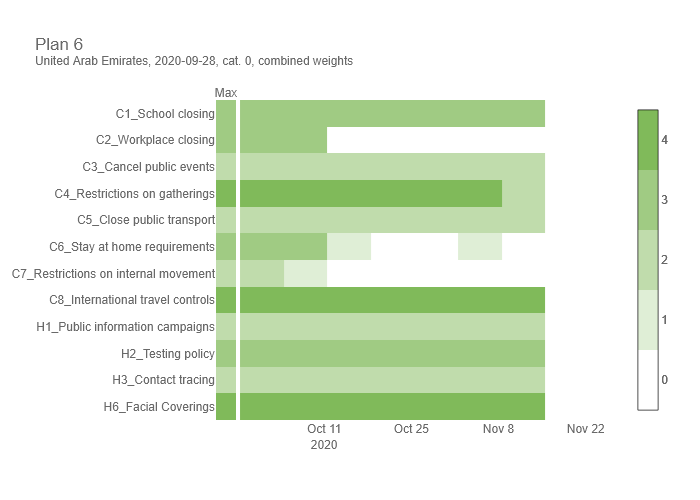 Plan 6
United Arab Emirates, 2020-09-28, cat. 0, combined weights
Max
C1_School closing
C2_Workplace closing
C3_Cancel public events
C4_Restrictions on gatherings
C5_Close public transport
C6_Stay at home requirements
C7_Restrictions on internal movement
C8_International travel controls
H1_Public information campaigns
H2_Testing policy
H3_Contact tracing
H6_Facial Coverings
Oct 11 Oct 25 Nov 8 Nov 22
2020
4
3
2
1
0